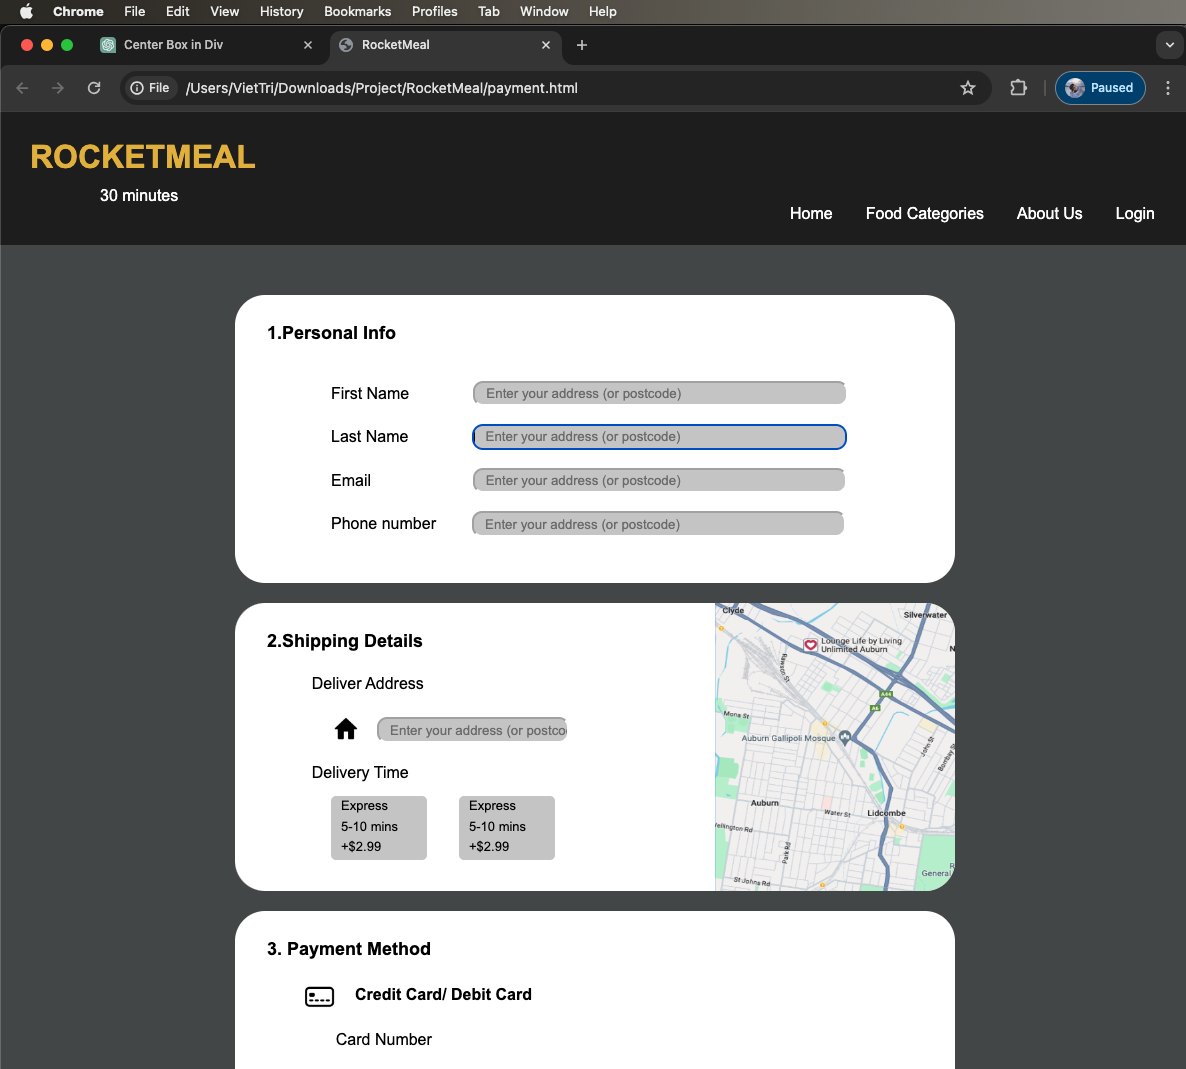 Chrome File Edit View History Bookmarks Profiles Tab Window Help
Center Box in Div
RocketMeal
File /Users/VietTri/Downloads/Project/RocketMeal/payment.html
Paused
ROCKETMEAL
30 minutes
Home Food Categories About Us Login
1.Personal Info
First Name Enter your address (or postcode)
Last Name Enter your address (or postcode)
Email Enter your address (or postcode)
Phone number Enter your address (or postcode)
2.Shipping Details
Deliver Address
Enter your address (or postco
Delivery Time
Express
5-10 mins
+$2.99
Express
5-10 mins
+$2.99
Clyde
Silverwater
Lounge Life by Living
Unlimited Auburn
N
Rawson St
A44
A6
Mona St
Auburn Gallipoli Mosque
John St
Bombay S
Auburn
Water St
Lidcombe
ellington Rd
Park Rd
St Johns Rd
R
General
3. Payment Method
Credit Card/ Debit Card
Card Number